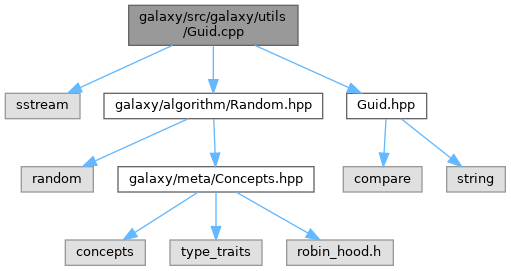 galaxy/src/galaxy/utils
/Guid.cpp
sstream
galaxy/algorithm/Random.hpp
Guid.hpp
random
galaxy/meta/Concepts.hpp
compare
string
concepts
type_traits
robin_hood.h